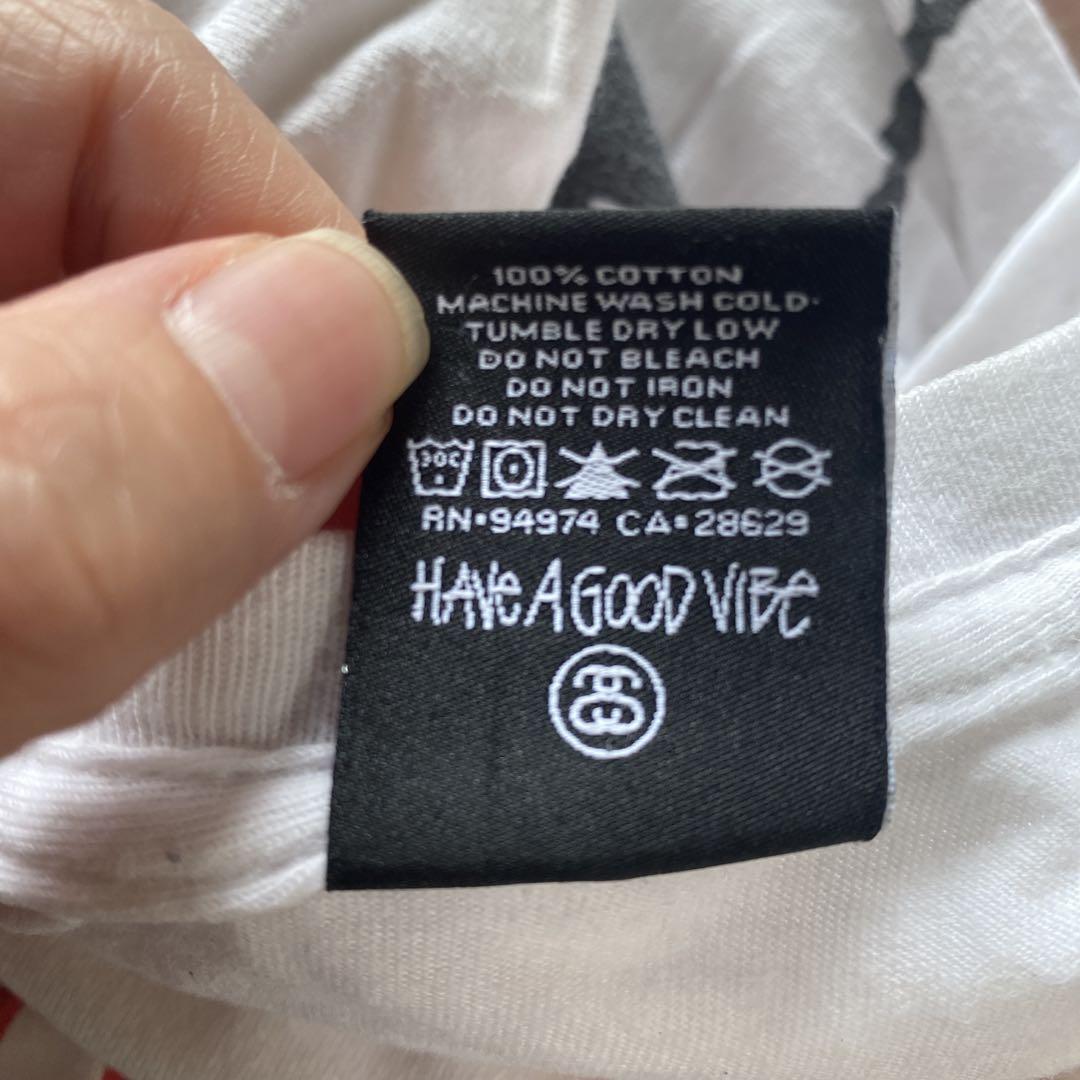 100% COTTON
MACHINE WASH COLD
TUMBLE DRY LOW
DO NOT BLEACH
DO NOT IRON
DO NOT DRY CLEAN
30C
RN•94974 CA•28629
HAVE A GOOD VIBE